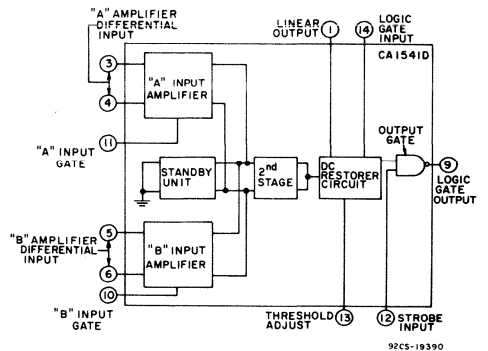 "A" AMPLIFIER
DIFFERENTIAL
INPUT
LINEAR
OUTPUT
LOGIC
GATE
INPUT
1
14
CA1541D
3
4
"A" INPUT
AMPLIFIER
11
"A" INPUT
GATE
OUTPUT
GATE
STANDBY
UNIT
2nd
STAGE
DC
RESTORER
CIRCUIT
9
LOGIC
GATE
OUTPUT
5
"B" AMPLIFIER
DIFFERENTIAL
INPUT
6
"B" INPUT
AMPLIFIER
10
"B" INPUT
GATE
THRESHOLD
ADJUST
13
12
STROBE
INPUT
92CS-19390